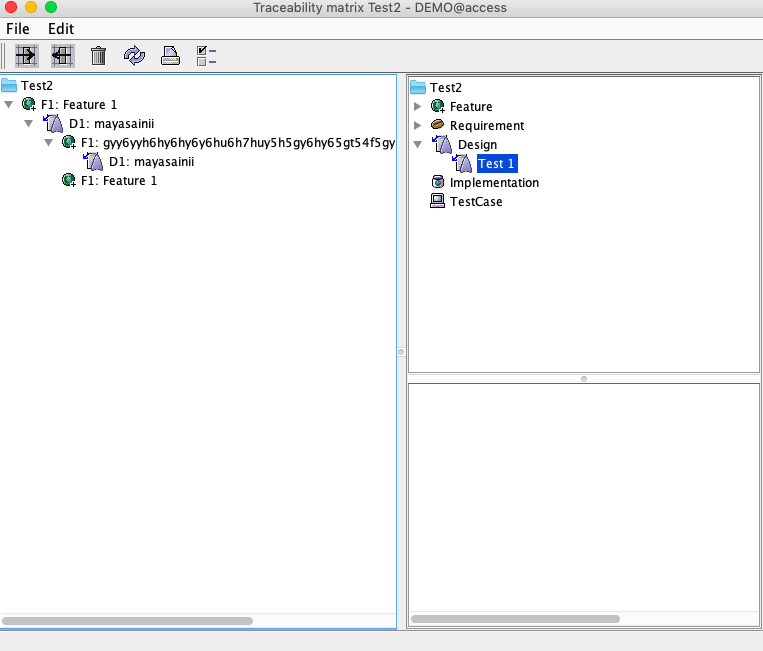 Traceability matrix Test2 - DEMO@access
File Edit
Test2
F1: Feature 1
D1: mayasainii
F1: gyy6yyh6hy6hy6y6hu6h7huy5h5gy6hy65gt54f5gy
D1: mayasainii
F1: Feature 1
Test2
Feature
Requirement
Design
Test 1
Implementation
TestCase